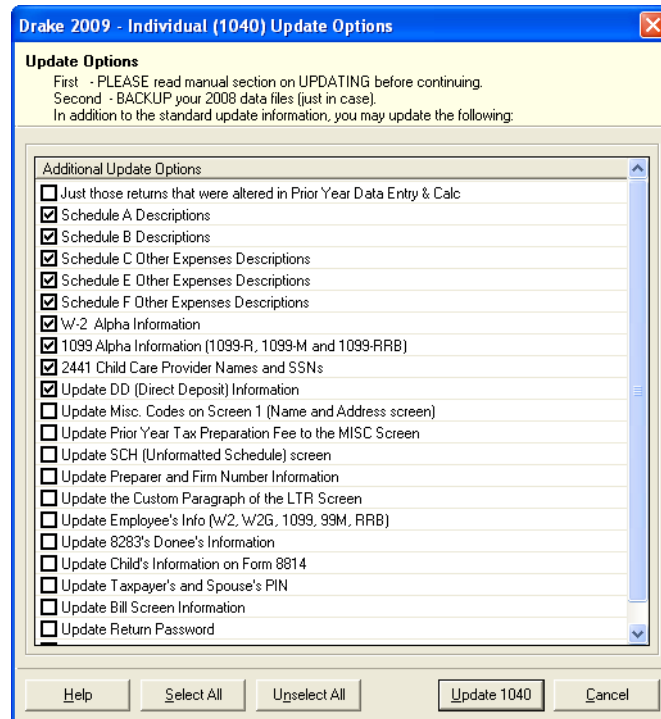 Drake 2009 - Individual (1040) Update Options
Update Options
First - PLEASE read manual section on UPDATING before continuing.
Second - BACKUP your 2008 data files (just in case).
In addition to the standard update information, you may update the following:
Additional Update Options
Just those returns that were altered in Prior Year Data Entry & Calc
Schedule A Descriptions
Schedule B Descriptions
Schedule C Other Expenses Descriptions
Schedule E Other Expenses Descriptions
Schedule F Other Expenses Descriptions
W-2 Alpha Information
1099 Alpha Information (1099-R, 1099-M and 1099-RRB)
2441 Child Care Provider Names and SSNs
Update DD (Direct Deposit) Information
Update Misc. Codes on Screen 1 (Name and Address screen)
Update Prior Year Tax Preparation Fee to the MISC Screen
Update SCH (Unformatted Schedule) screen
Update Preparer and Firm Number Information
Update the Custom Paragraph of the LTR Screen
Update Employee's Info (W2, W2G, 1099, 99M, RRB)
Update 8283's Donee's Information
Update Child's Information on Form 8814
Update Taxpayer's and Spouse's PIN
Update Bill Screen Information
Update Return Password
Help Select All Unselect All Update 1040 Cancel